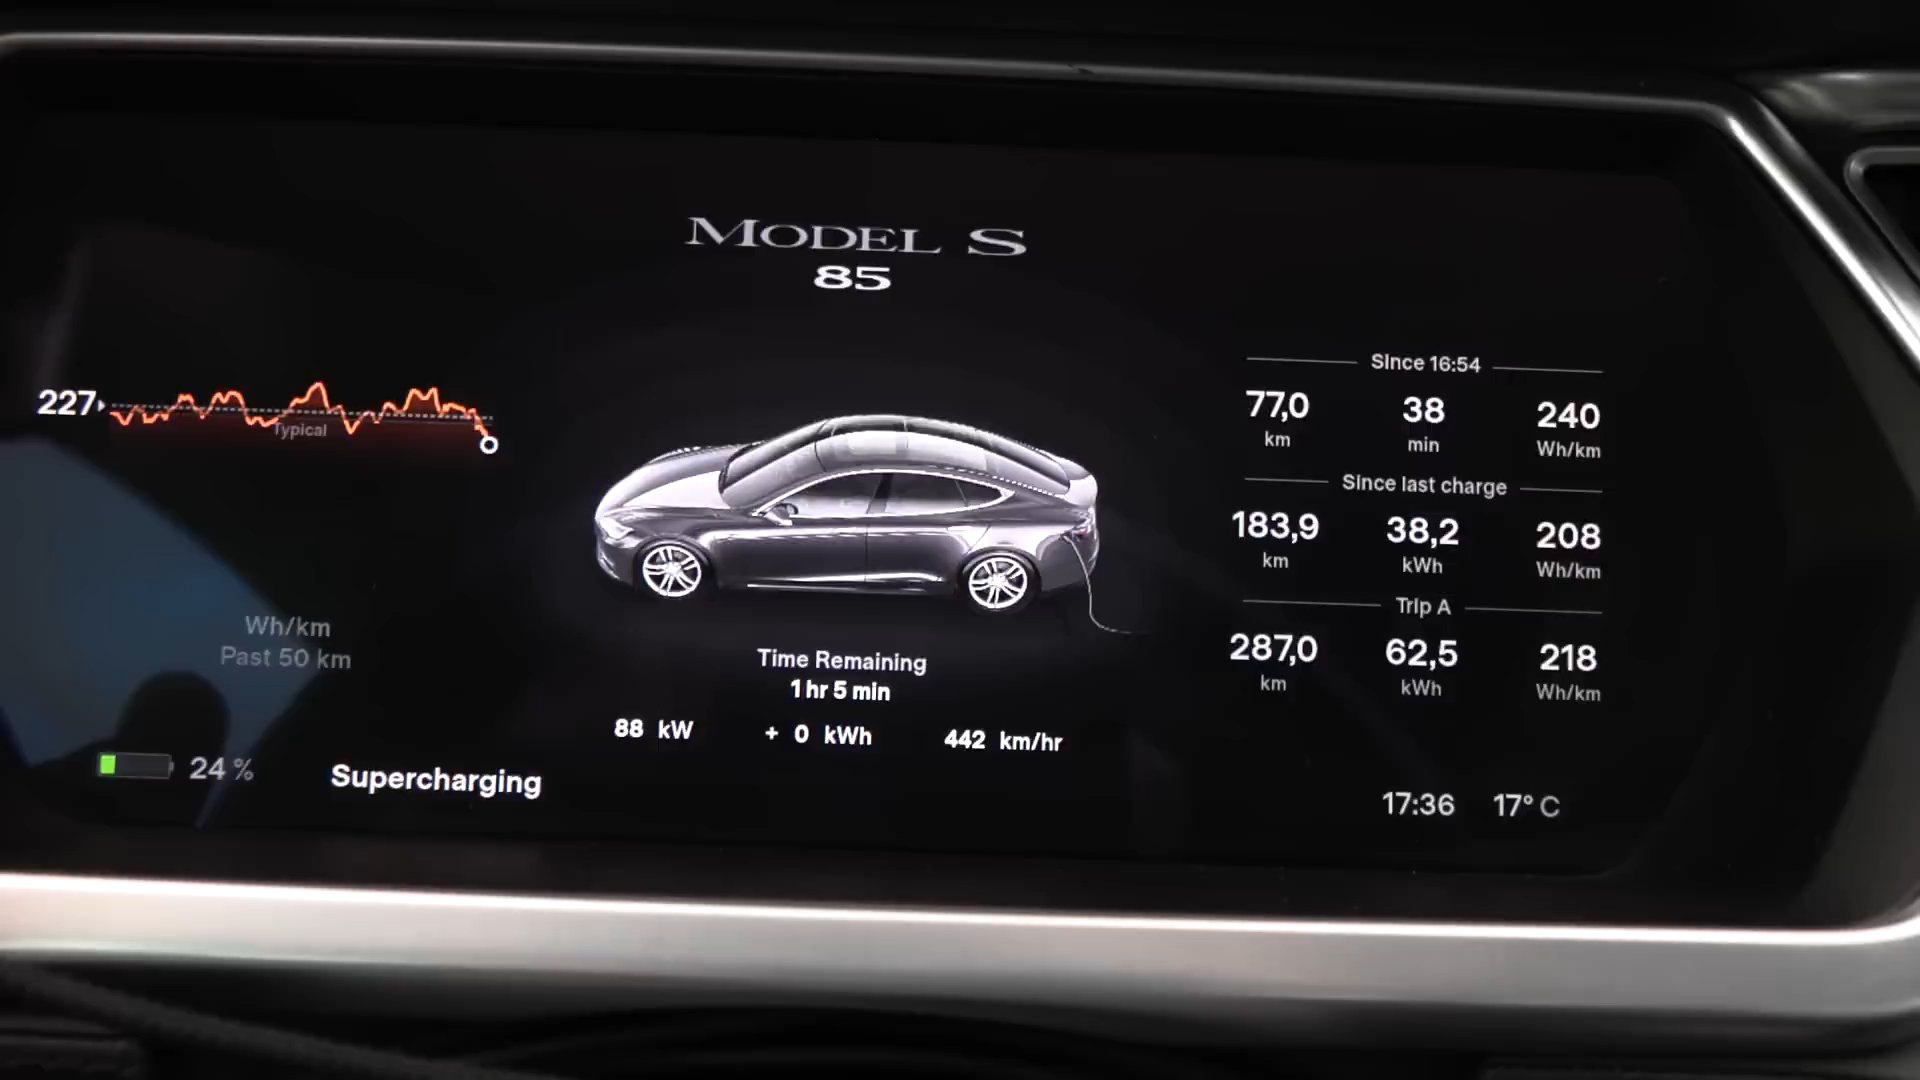 MODEL S
85
227
Typical
Wh/km
Past 50 km
24 %
Supercharging
Time Remaining
1 hr 5 min
88 kW + 0 kWh 442 km/hr
Since 16:54
77,0 38 240
km min Wh/km
Since last charge
183,9 38,2 208
km kWh Wh/km
Trip A
287,0 62,5 218
km kWh Wh/km
17:36 17° C